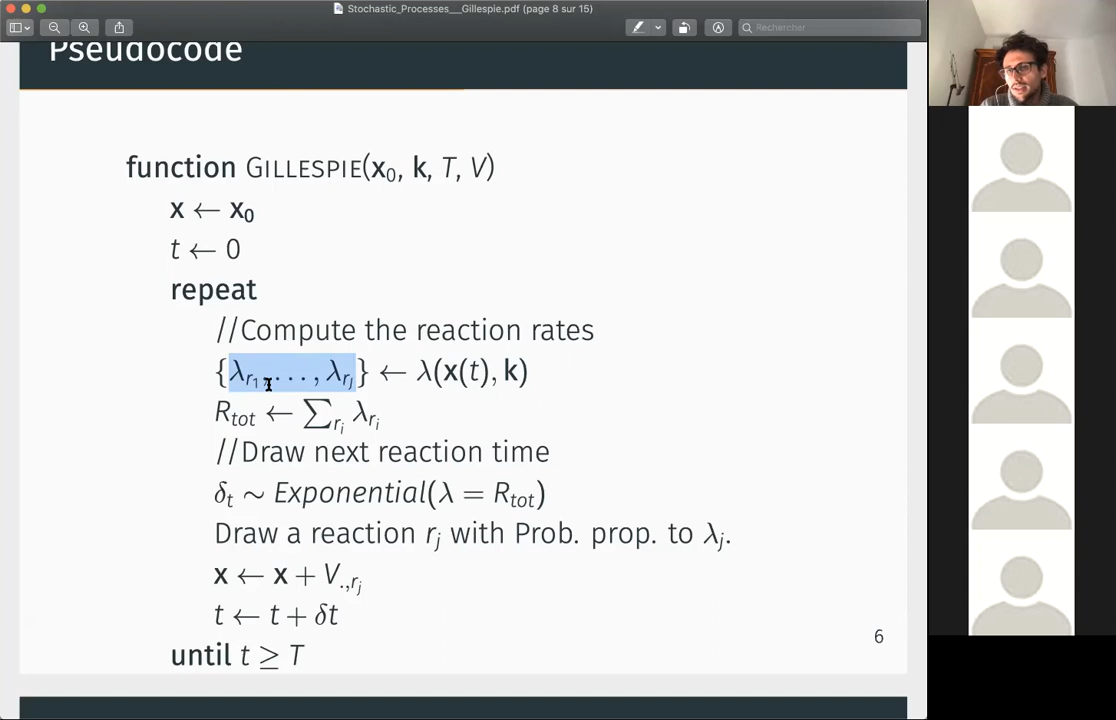 Stochastic_Processes__Gillespie.pdf (page 8 sur 15)
Rechercher
Pseudocode
function GILLESPIE(x₀, k, T, V)
x ← x₀
t ← 0
repeat
//Compute the reaction rates
{λ_{r₁}, . . . , λ_{r_j}} ← λ(x(t), k)
R_{tot} ← ∑_{r_i} λ_{r_i}
//Draw next reaction time
δ_t ∼ Exponential(λ = R_{tot})
Draw a reaction r_j with Prob. prop. to λ_j.
x ← x + V_{.,r_j}
t ← t + δt
until t ≥ T
6